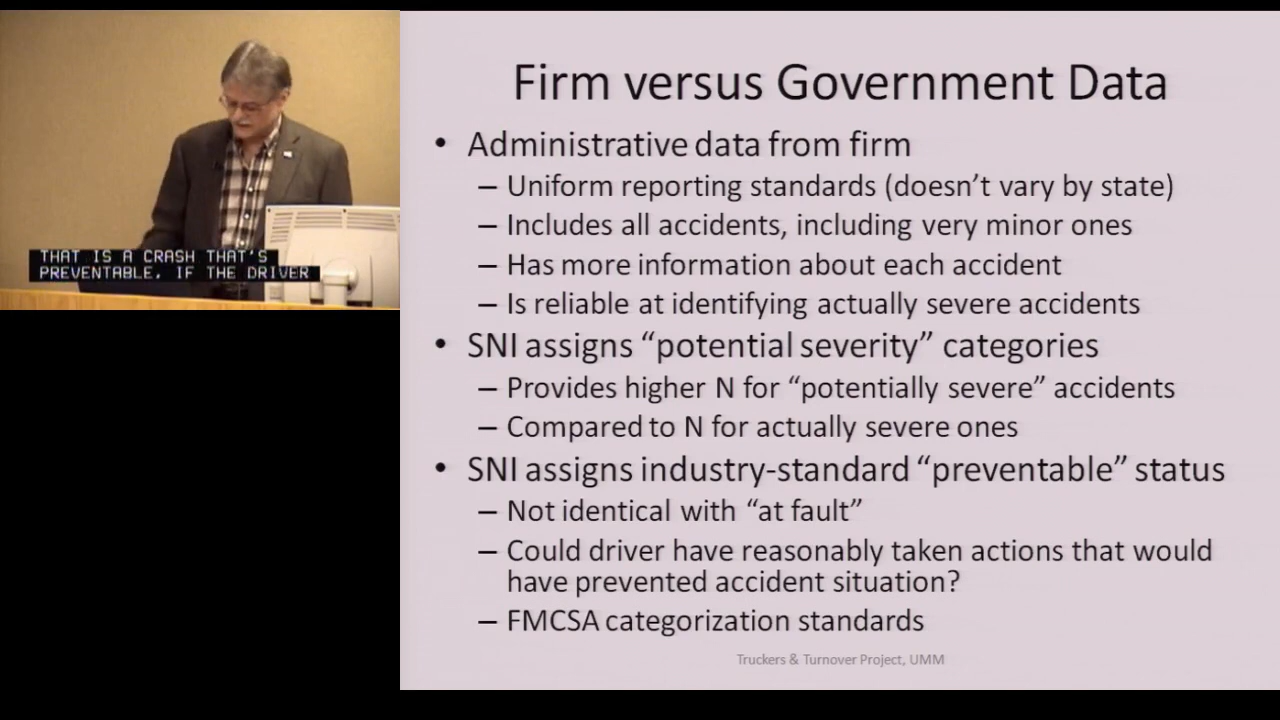 THAT IS A CRASH THAT'S
PREVENTABLE, IF THE DRIVER
Firm versus Government Data
• Administrative data from firm
– Uniform reporting standards (doesn't vary by state)
– Includes all accidents, including very minor ones
– Has more information about each accident
– Is reliable at identifying actually severe accidents
• SNI assigns “potential severity” categories
– Provides higher N for “potentially severe” accidents
– Compared to N for actually severe ones
• SNI assigns industry-standard “preventable” status
– Not identical with “at fault”
– Could driver have reasonably taken actions that would
have prevented accident situation?
– FMCSA categorization standards
Truckers & Turnover Project, UMM